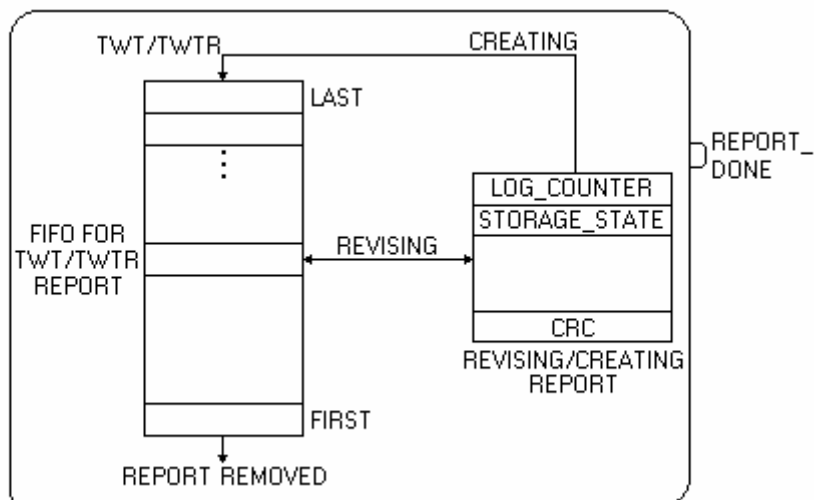 TWT/TWTR
CREATING
LAST
REPORT_
DONE
LOG_COUNTER
STORAGE_STATE
FIFO FOR
TWT/TWTR
REPORT
REVISING
CRC
REVISING/CREATING
REPORT
FIRST
REPORT REMOVED